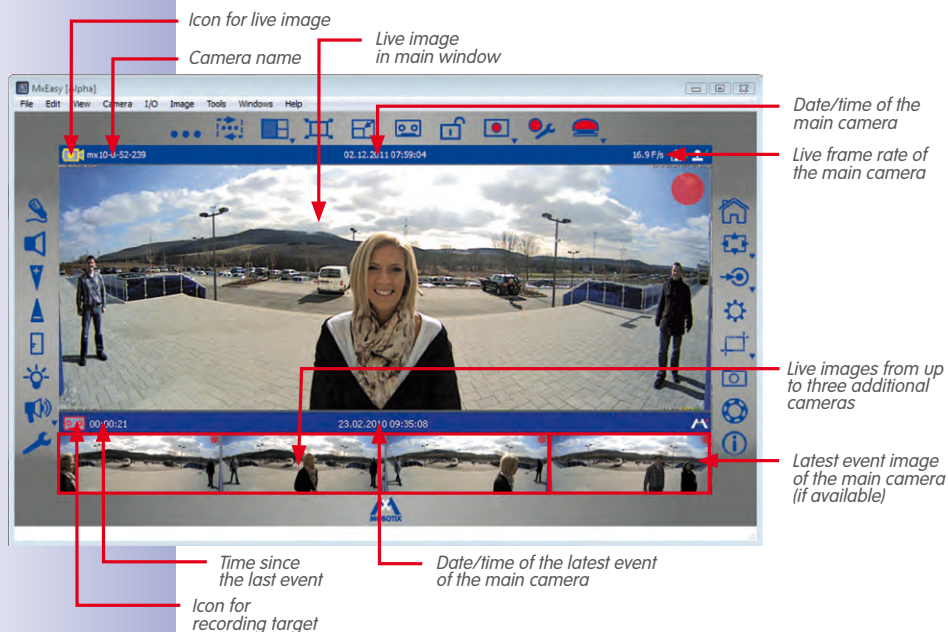 Icon for live image
Camera name
Live image
in main window
MxEasy [Alpha]
File Edit View Camera I/O Image Tools Windows Help
Date/time of the
main camera
Live frame rate of
the main camera
02.12.2011 07:59:04
16.9 F/s
Live images from up
to three additional
cameras
00:00:21
23.02.2010 09:35:08
Latest event image
of the main camera
(if available)
MOBOTIX
Time since
the last event
Date/time of the latest event
of the main camera
Icon for
recording target